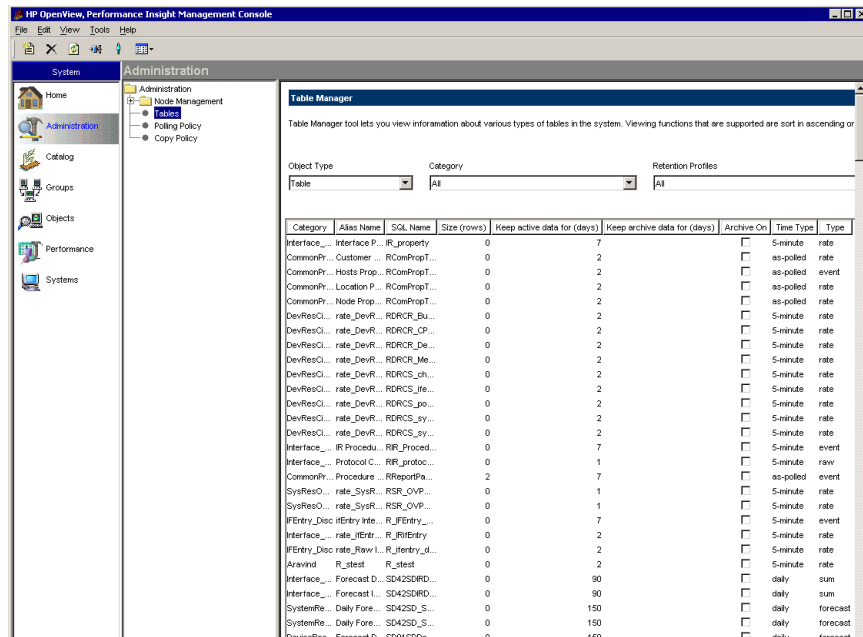 HP OpenView, Performance Insight Management Console
File Edit View Tools Help
System
Home
Administration
Catalog
Groups
Objects
Performance
Systems
Administration
Administration
Node Management
Tables
Polling Policy
Copy Policy
Table Manager
Table Manager tool lets you view inforamation about various types of tables in the system. Viewing functions that are supported are sort in ascending or
Object Type Category Retention Profiles
Table All All
Category Alias Name SQL Name Size (rows) Keep active data for (days) Keep archive data for (days) Archive On Time Type Type
Interface_... Interface P... IR_property 0 7 5-minute rate
CommonPr... Customer ... RComPropT... 0 2 as-polled rate
CommonPr... Hosts Prop... RComPropT... 0 2 as-polled event
CommonPr... Location P... RComPropT... 0 2 as-polled rate
CommonPr... Node Prop... RComPropT... 0 2 as-polled rate
DevResCi... rate_DevR... RDRCR_Bu... 0 2 5-minute rate
DevResCi... rate_DevR... RDRCR_CP... 0 2 5-minute rate
DevResCi... rate_DevR... RDRCR_De... 0 2 5-minute rate
DevResCi... rate_DevR... RDRCR_Me... 0 2 5-minute rate
DevResCi... rate_DevR... RDRCS_ch... 0 2 5-minute rate
DevResCi... rate_DevR... RDRCS_ife... 0 2 5-minute rate
DevResCi... rate_DevR... RDRCS_po... 0 2 5-minute rate
DevResCi... rate_DevR... RDRCS_sy... 0 2 5-minute rate
DevResCi... rate_DevR... RDRCS_sy... 0 2 5-minute rate
Interface_... IR Procedu... RIR_Proced... 0 7 5-minute event
Interface_... Protocol C... RIR_protoc... 0 1 5-minute raw
CommonPr... Procedure ... RReportPa... 2 7 as-polled event
SysResO... rate_SysR... RSR_OVP... 0 1 5-minute rate
SysResO... rate_SysR... RSR_OVP... 0 1 5-minute rate
IFEntry_Disc ifEntry Inte... R_IFEntry_... 0 7 5-minute event
Interface_... rate_ifEntr... R_IRifEntry 0 2 5-minute rate
IFEntry_Disc rate_Raw I... R_ifentry_d... 0 2 5-minute rate
Aravind R_stest R_stest 0 2 5-minute rate
Interface_... Forecast D... SD42SDIRD... 0 90 daily sum
Interface_... Forecast I... SD42SDIRD... 0 90 daily sum
SystemRe... Daily Fore... SD42SD_S... 0 150 daily forecast
SystemRe... Daily Fore... SD42SD_S... 0 150 daily forecast